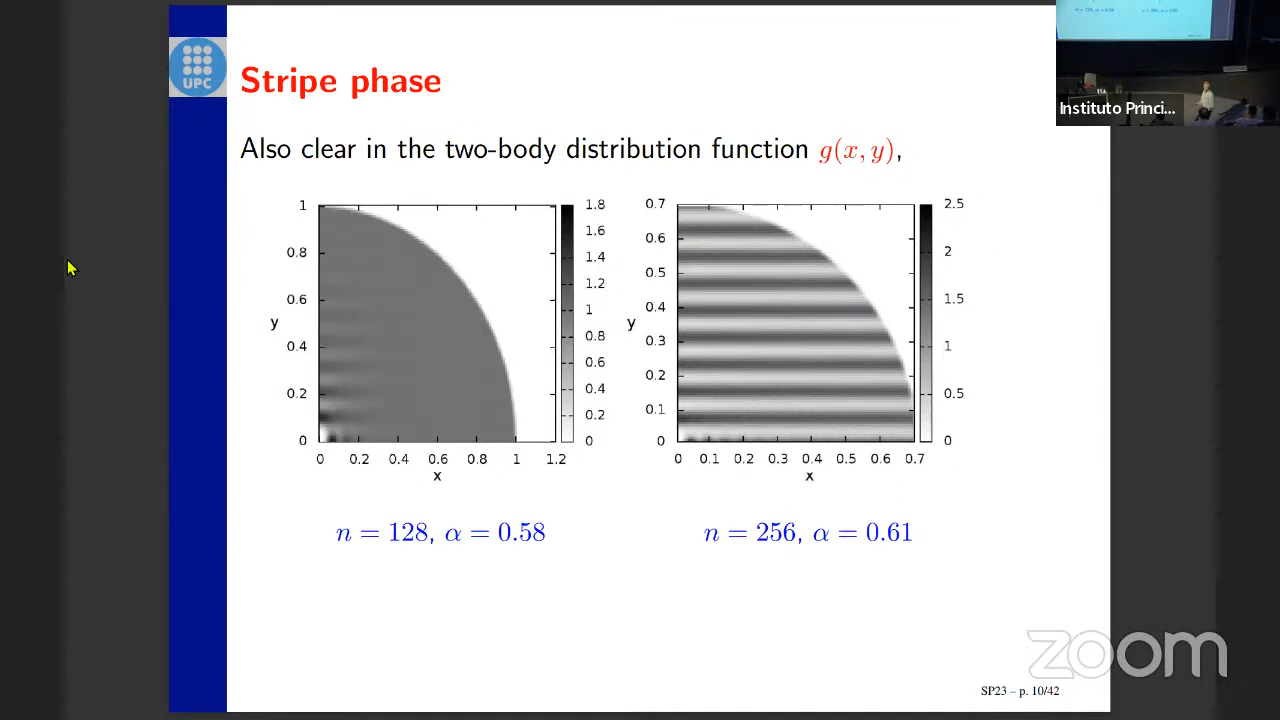 UPC
Stripe phase
Also clear in the two-body distribution function g(x, y),
1
0.8
0.6
0.4
0.2
0
y
0 0.2 0.4 0.6 0.8 1 1.2
x
1.8
1.6
1.4
1.2
1
0.8
0.6
0.4
0.2
0
0.7
0.6
0.5
0.4
0.3
0.2
0.1
0
y
0 0.1 0.2 0.3 0.4 0.5 0.6 0.7
x
2.5
2
1.5
1
0.5
0
n = 128, α = 0.58
n = 256, α = 0.61
Instituto Princi...
zoom
SP23 – p. 10/42